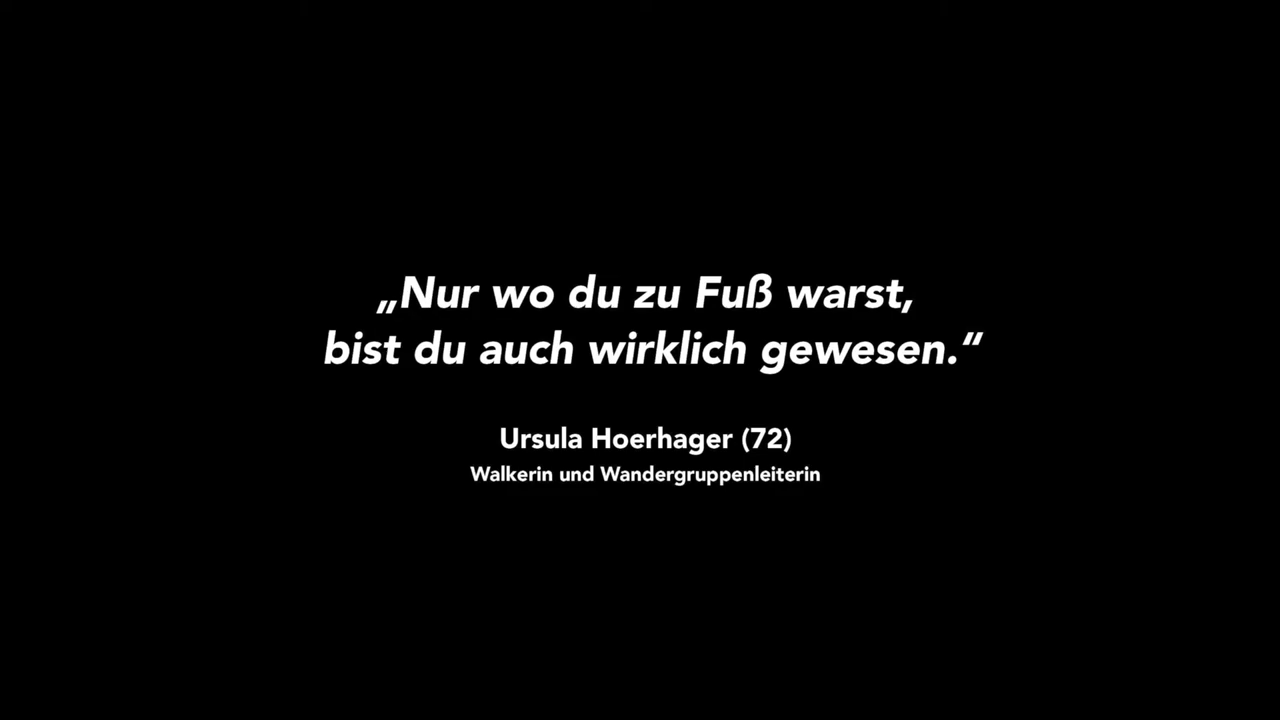 „Nur wo du zu Fuß warst,
bist du auch wirklich gewesen.“
Ursula Hoerhager (72)
Walkerin und Wandergruppenleiterin